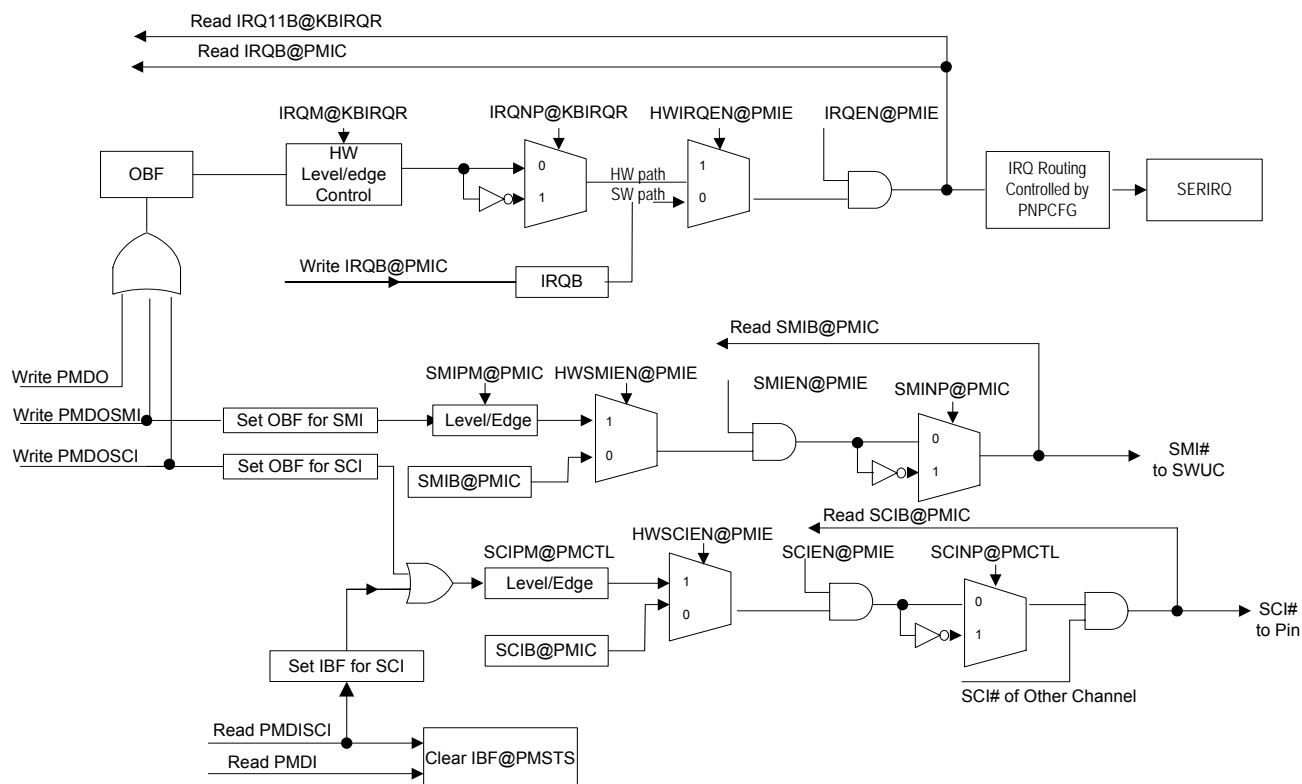 Read IRQ11B@KBIRQR
Read IRQB@PMIC
IRQM@KBIRQR
IRQNP@KBIRQR
HWIRQEN@PMIE
IRQEN@PMIE
OBF
HW
Level/edge
Control
0
1
HW path
SW path
1
0
IRQ Routing
Controlled by
PNPCFG
SERIRQ
Write IRQB@PMIC
IRQB
Read SMIB@PMIC
Write PMDO
SMIPM@PMIC
HWSMIEN@PMIE
SMIEN@PMIE
SMINP@PMIC
Write PMDOSMI
Set OBF for SMI
Level/Edge
1
0
0
1
SMI#
to SWUC
Write PMDOSCI
Set OBF for SCI
SMIB@PMIC
Read SCIB@PMIC
HWSCIEN@PMIE
SCIPM@PMCTL
SCIEN@PMIE
SCINP@PMCTL
Level/Edge
1
0
0
1
SCI#
to Pin
SCIB@PMIC
Set IBF for SCI
SCI# of Other Channel
Read PMDISCI
Read PMDI
Clear IBF@PMSTS